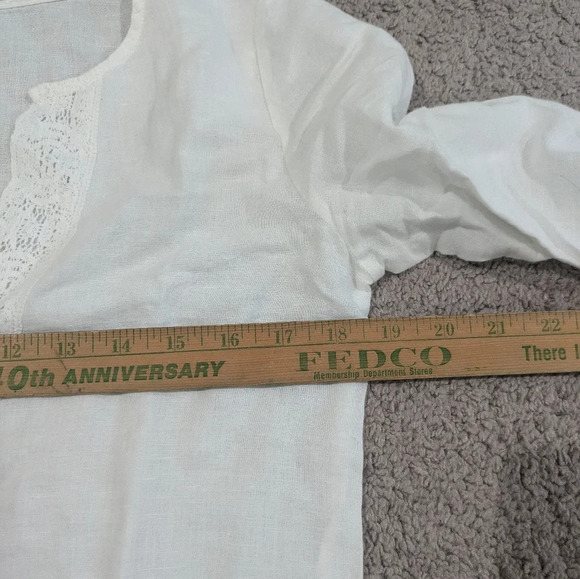 12 13 14 15 16 17 18 19 20 21 22
0th ANNIVERSARY FEDCO There I
Membership Department Stores